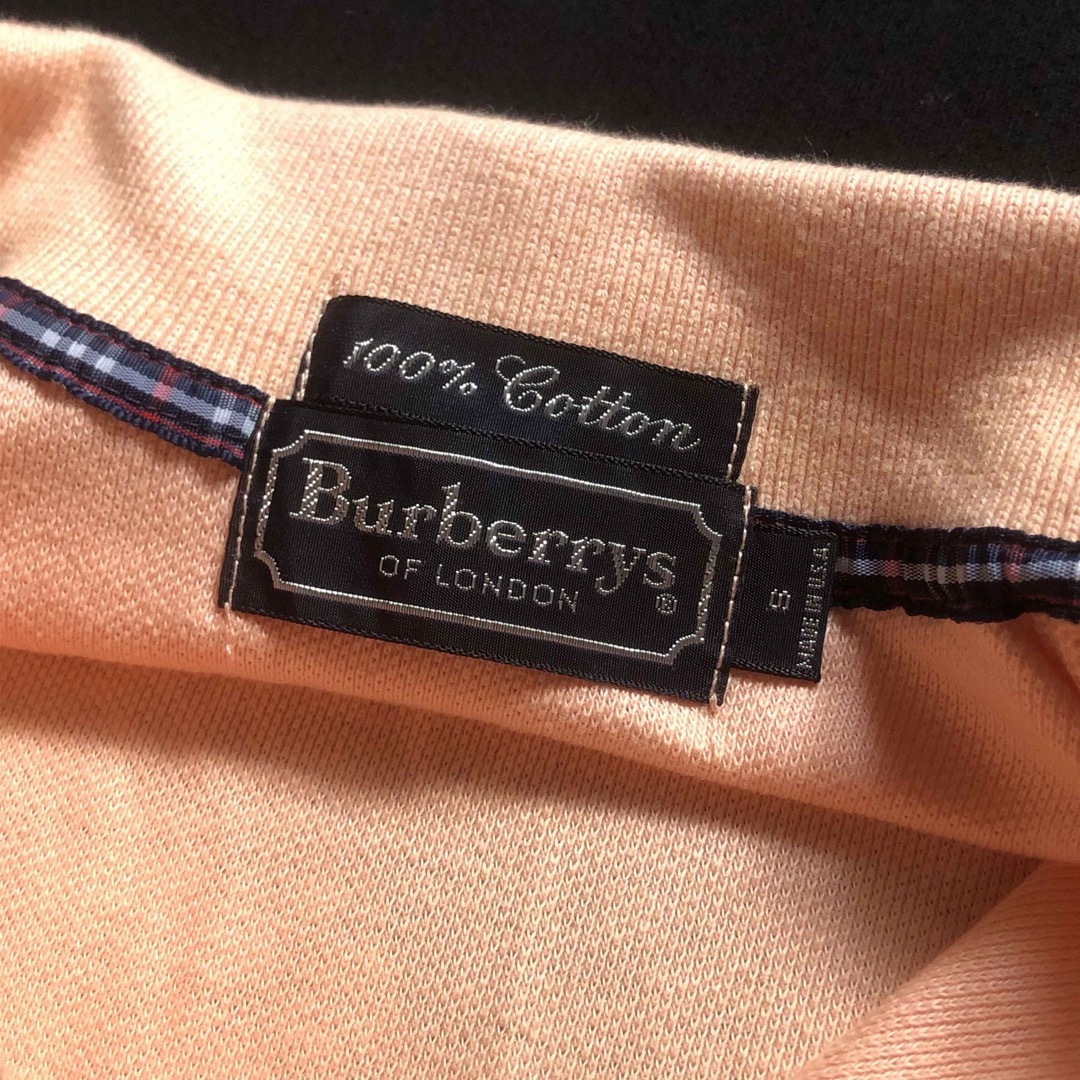 100% Cotton
Burberrys
OF LONDON ®
S
MADE IN U.S.A